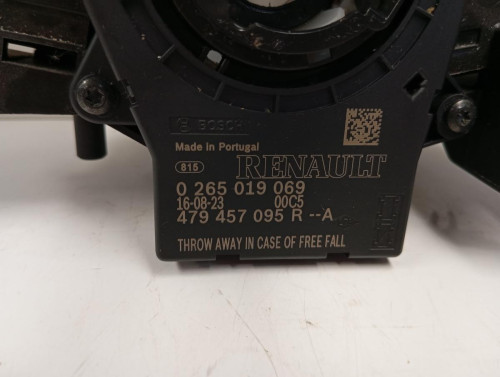 BOSCH
Made in Portugal
815 RENAULT
0 265 019 069
16-08-23 00C5
479 457 095 R --A
THROW AWAY IN CASE OF FREE FALL